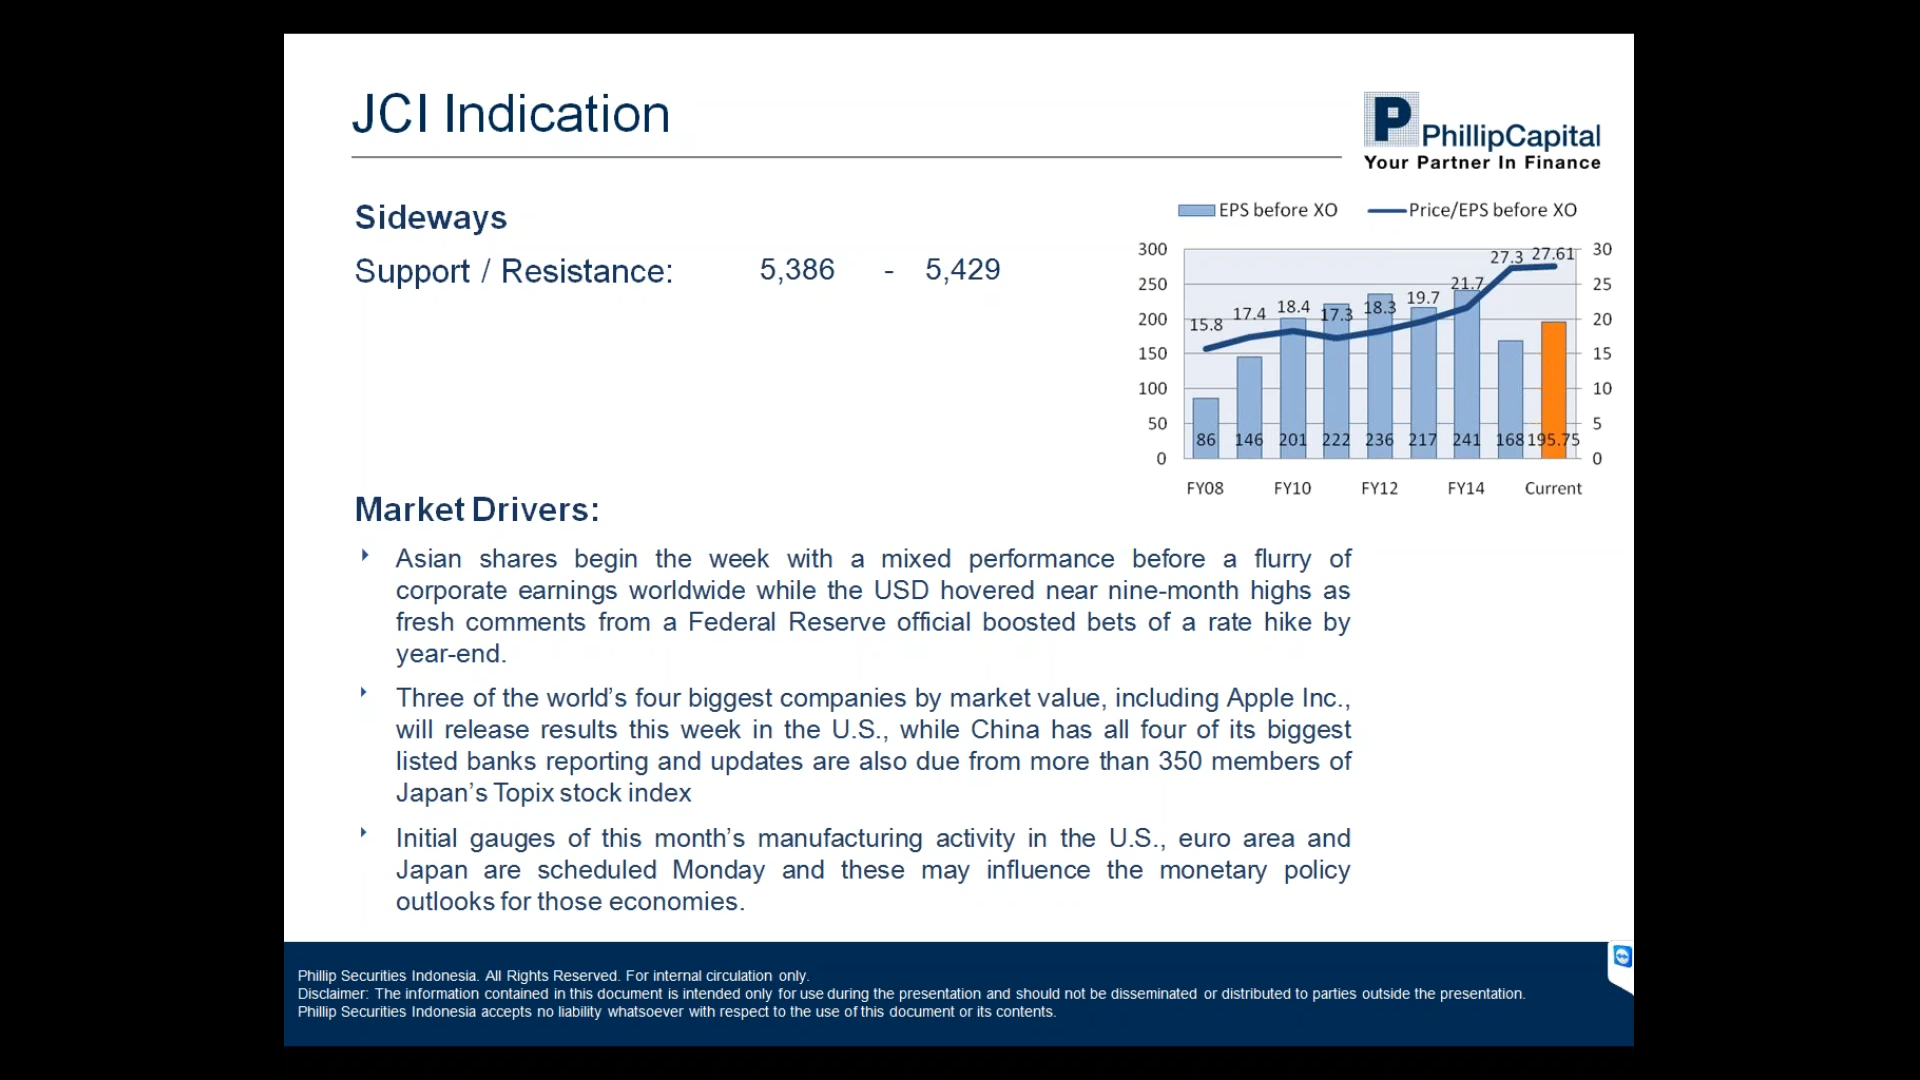 JCI Indication
P
PhillipCapital
Your Partner In Finance
Sideways
Support / Resistance: 5,386 - 5,429
EPS before XO Price/EPS before XO
300
250
200
150
100
50
0
30
25
20
15
10
5
0
15.8 17.4 18.4 17.3 18.3 19.7 21.7 27.3 27.61
86 146 201 222 236 217 241 168 195.75
FY08 FY10 FY12 FY14 Current
Market Drivers:
Asian shares begin the week with a mixed performance before a flurry of
corporate earnings worldwide while the USD hovered near nine-month highs as
fresh comments from a Federal Reserve official boosted bets of a rate hike by
year-end.
Three of the world’s four biggest companies by market value, including Apple Inc.,
will release results this week in the U.S., while China has all four of its biggest
listed banks reporting and updates are also due from more than 350 members of
Japan’s Topix stock index
Initial gauges of this month’s manufacturing activity in the U.S., euro area and
Japan are scheduled Monday and these may influence the monetary policy
outlooks for those economies.
Phillip Securities Indonesia. All Rights Reserved. For internal circulation only.
Disclaimer: The information contained in this document is intended only for use during the presentation and should not be disseminated or distributed to parties outside the presentation.
Phillip Securities Indonesia accepts no liability whatsoever with respect to the use of this document or its contents.